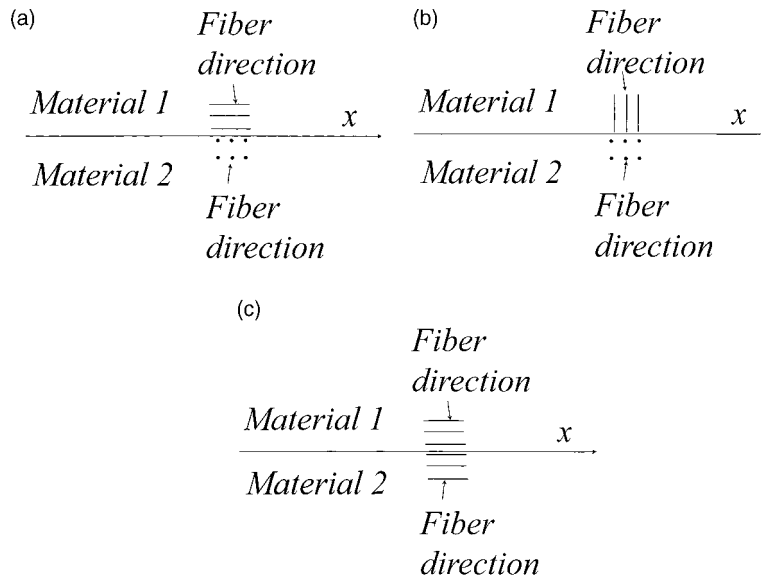 (a)
Fiber
direction
Material 1
x
Material 2
Fiber
direction
(b)
Fiber
direction
Material 1
x
Material 2
Fiber
direction
(c)
Fiber
direction
Material 1
x
Material 2
Fiber
direction